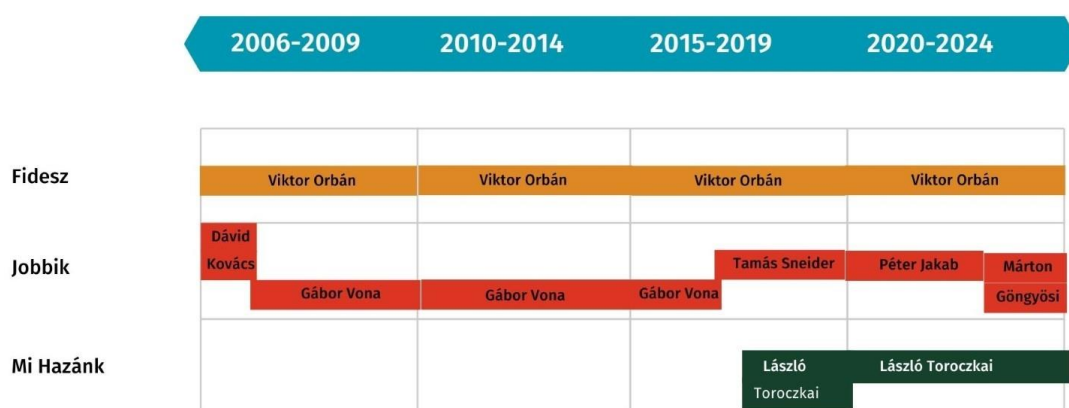 2006-2009 2010-2014 2015-2019 2020-2024
Fidesz
Viktor Orbán Viktor Orbán Viktor Orbán Viktor Orbán
Jobbik
Dávid
Kovács
Gábor Vona Gábor Vona Gábor Vona
Tamás Sneider
Péter Jakab
Márton
Göngyösi
Mi Hazánk
László
Toroczkai
László Toroczkai